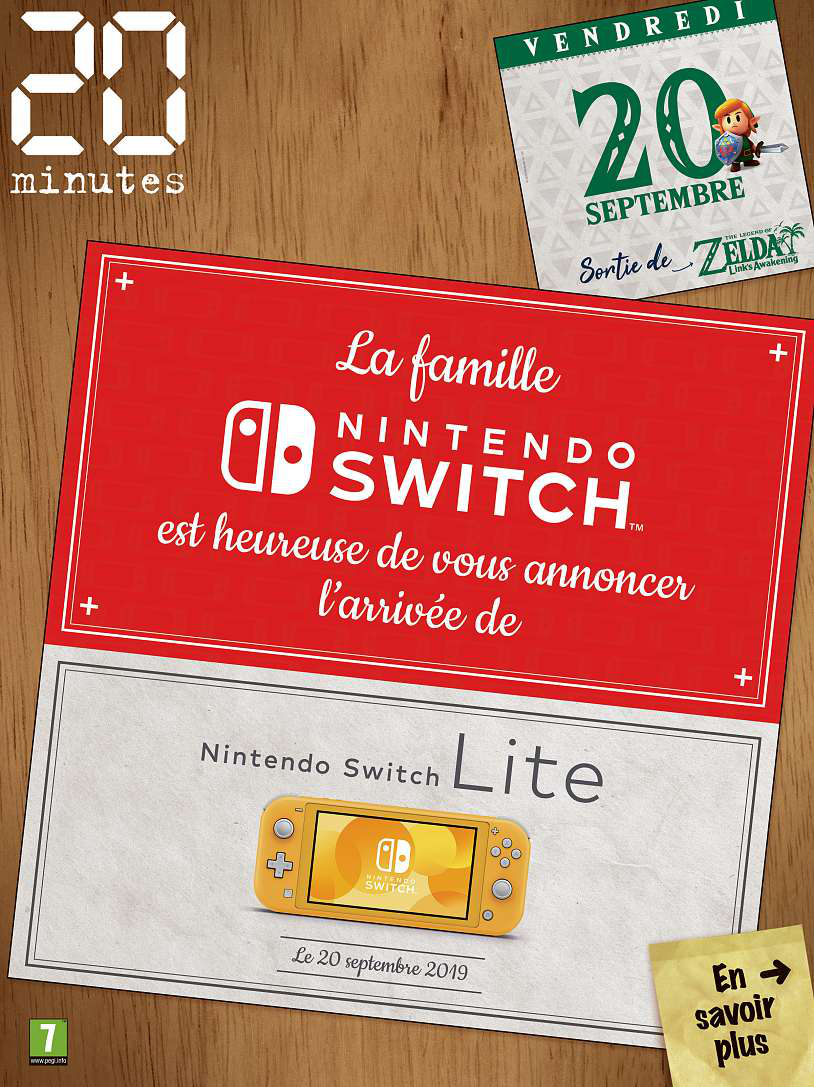 20
minutes
VENDREDI
20
SEPTEMBRE
Sortie de
THE LEGEND OF
ZELDA
Link's Awakening
La famille
NINTENDO
SWITCH™
est heureuse de vous annoncer
l'arrivée de
Nintendo Switch Lite
NINTENDO
SWITCH
Le 20 septembre 2019
En
savoir
plus
7
www.pegi.info